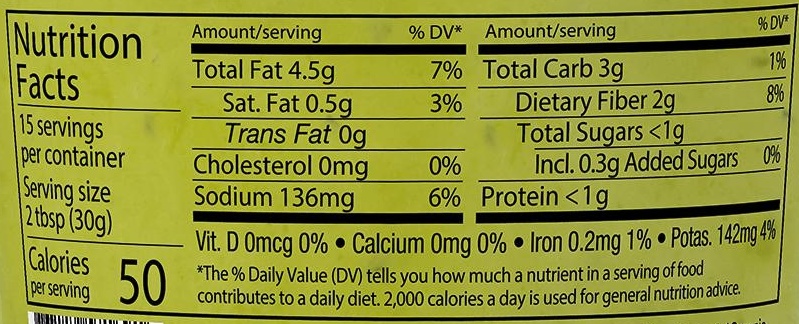 Nutrition
Facts
15 servings
per container
Serving size
2 tbsp (30g)
Calories
per serving 50
Amount/serving % DV*
Total Fat 4.5g 7%
Sat. Fat 0.5g 3%
Trans Fat 0g
Cholesterol 0mg 0%
Sodium 136mg 6%
Amount/serving % DV*
Total Carb 3g 1%
Dietary Fiber 2g 8%
Total Sugars <1g
Incl. 0.3g Added Sugars 0%
Protein <1g
Vit. D 0mcg 0% • Calcium 0mg 0% • Iron 0.2mg 1% • Potas. 142mg 4%
*The % Daily Value (DV) tells you how much a nutrient in a serving of food
contributes to a daily diet. 2,000 calories a day is used for general nutrition advice.